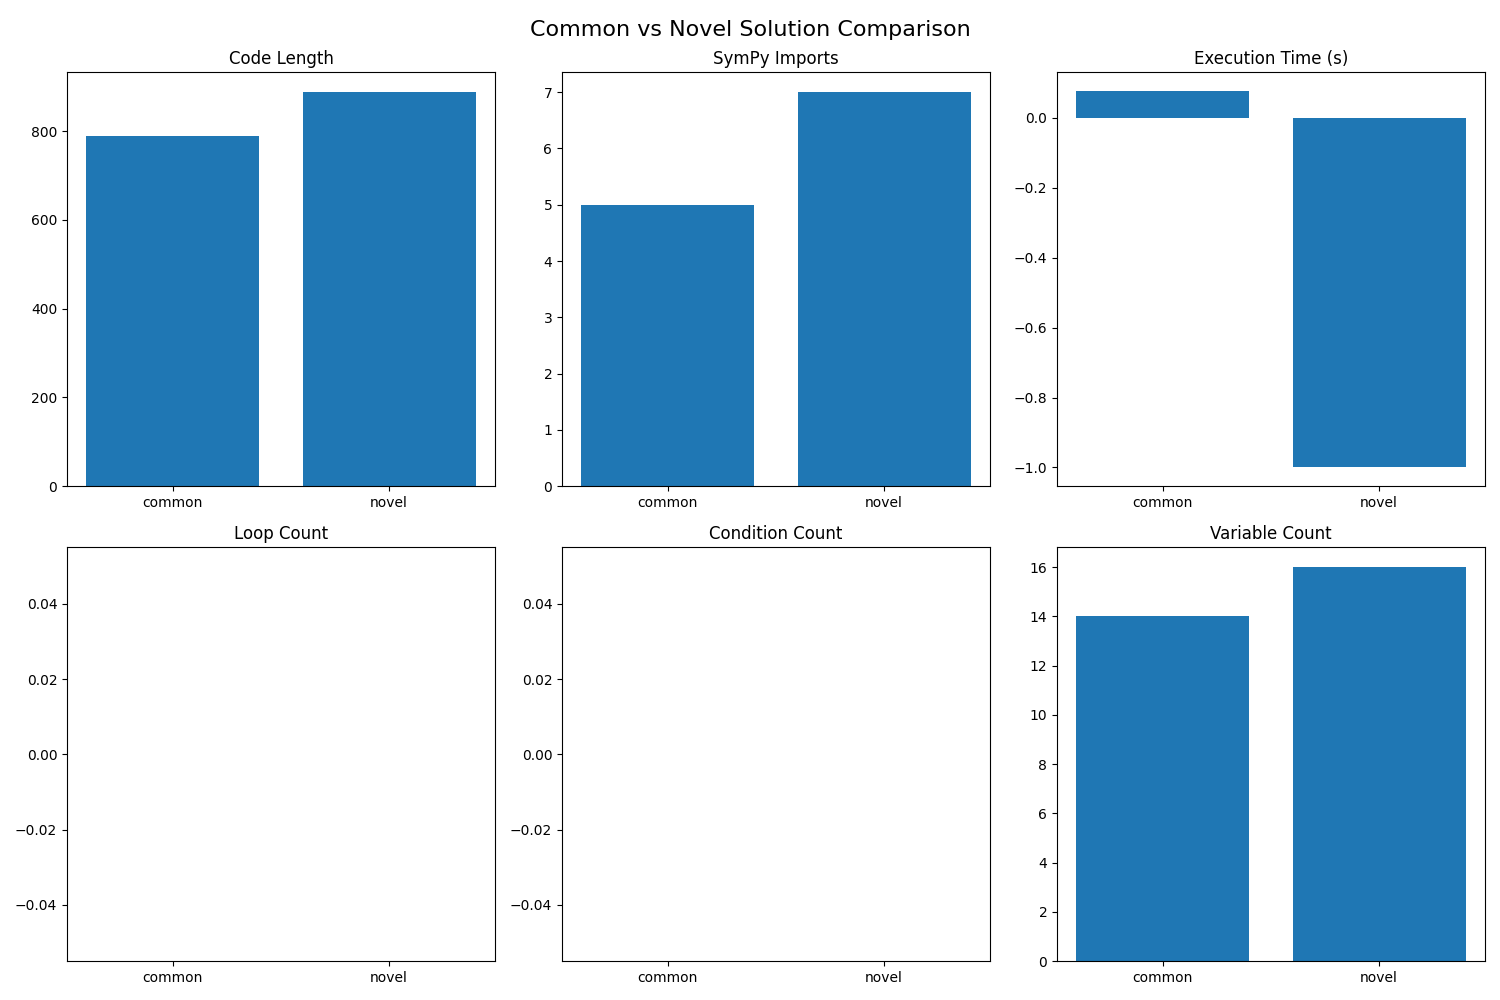 Common vs Novel Solution Comparison
Code Length
SymPy Imports
Execution Time (s)
800
600
400
200
0
common
novel
7
6
5
4
3
2
1
0
common
novel
0.0
−0.2
−0.4
−0.6
−0.8
−1.0
common
novel
Loop Count
Condition Count
Variable Count
0.04
0.02
0.00
−0.02
−0.04
common
novel
0.04
0.02
0.00
−0.02
−0.04
common
novel
16
14
12
10
8
6
4
2
0
common
novel